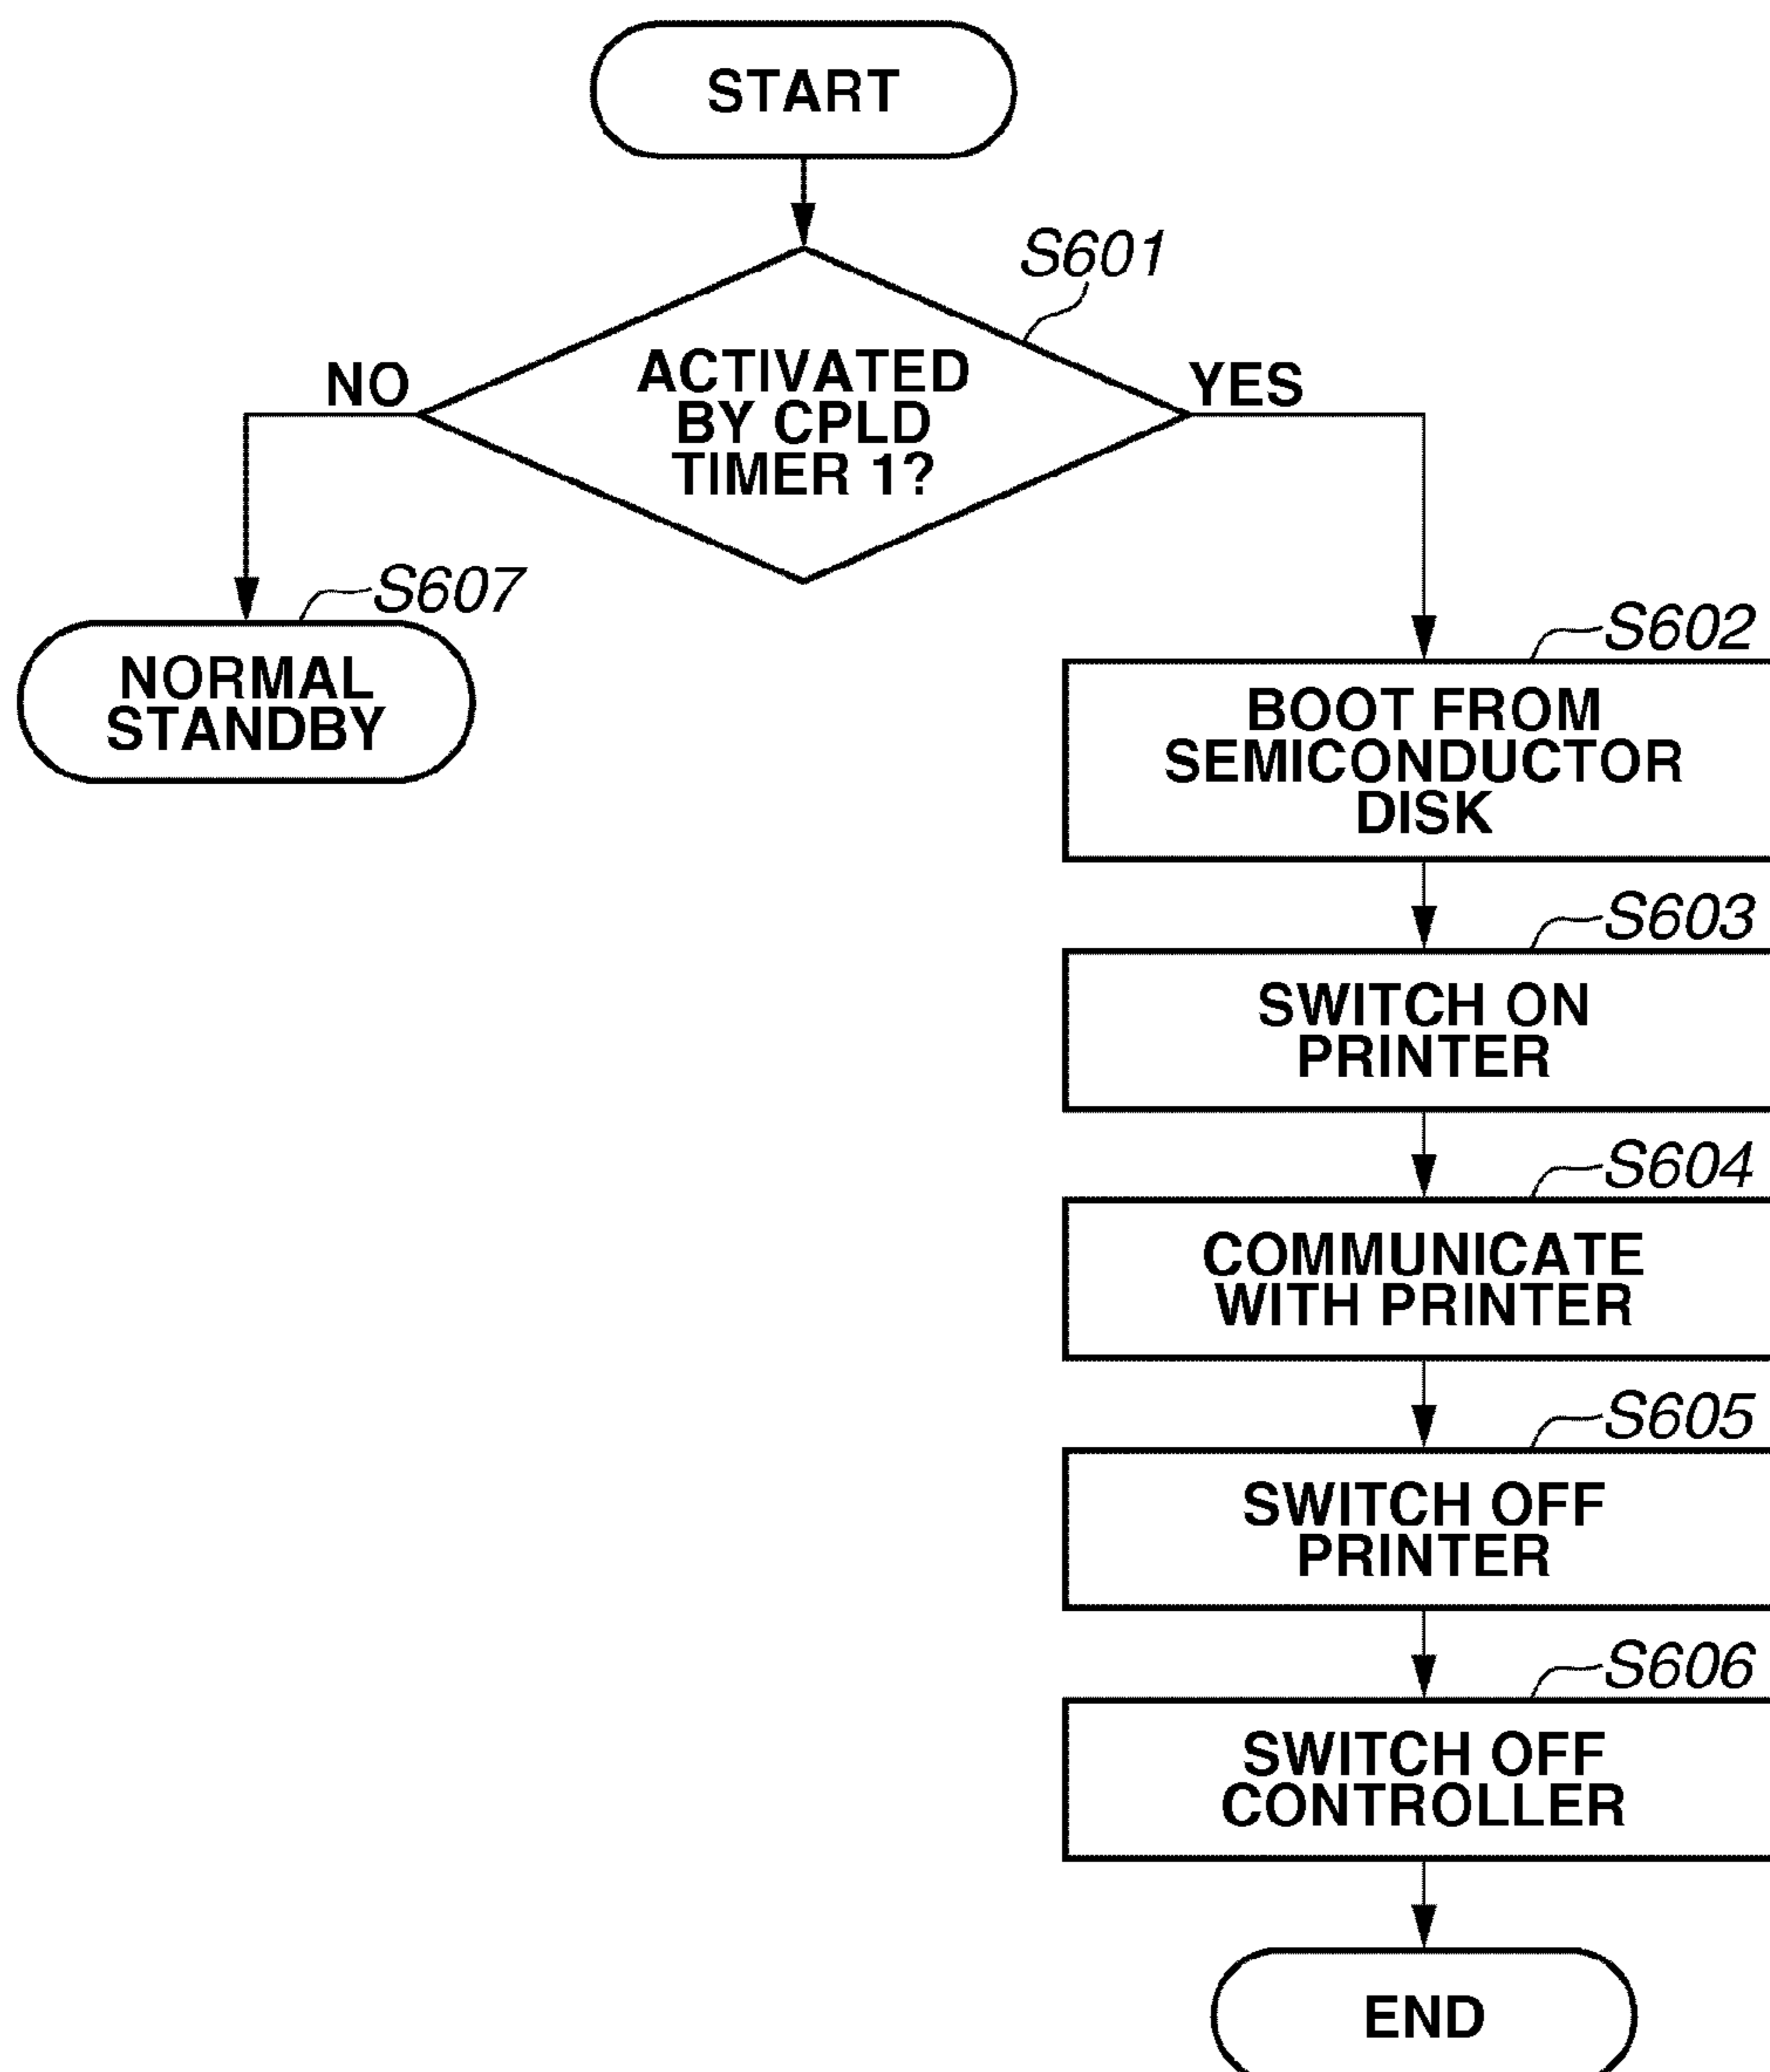 START
S601
ACTIVATED
BY CPLD
TIMER 1?
NO
YES
S607
NORMAL
STANDBY
S602
BOOT FROM
SEMICONDUCTOR
DISK
S603
SWITCH ON
PRINTER
S604
COMMUNICATE
WITH PRINTER
S605
SWITCH OFF
PRINTER
S606
SWITCH OFF
CONTROLLER
END